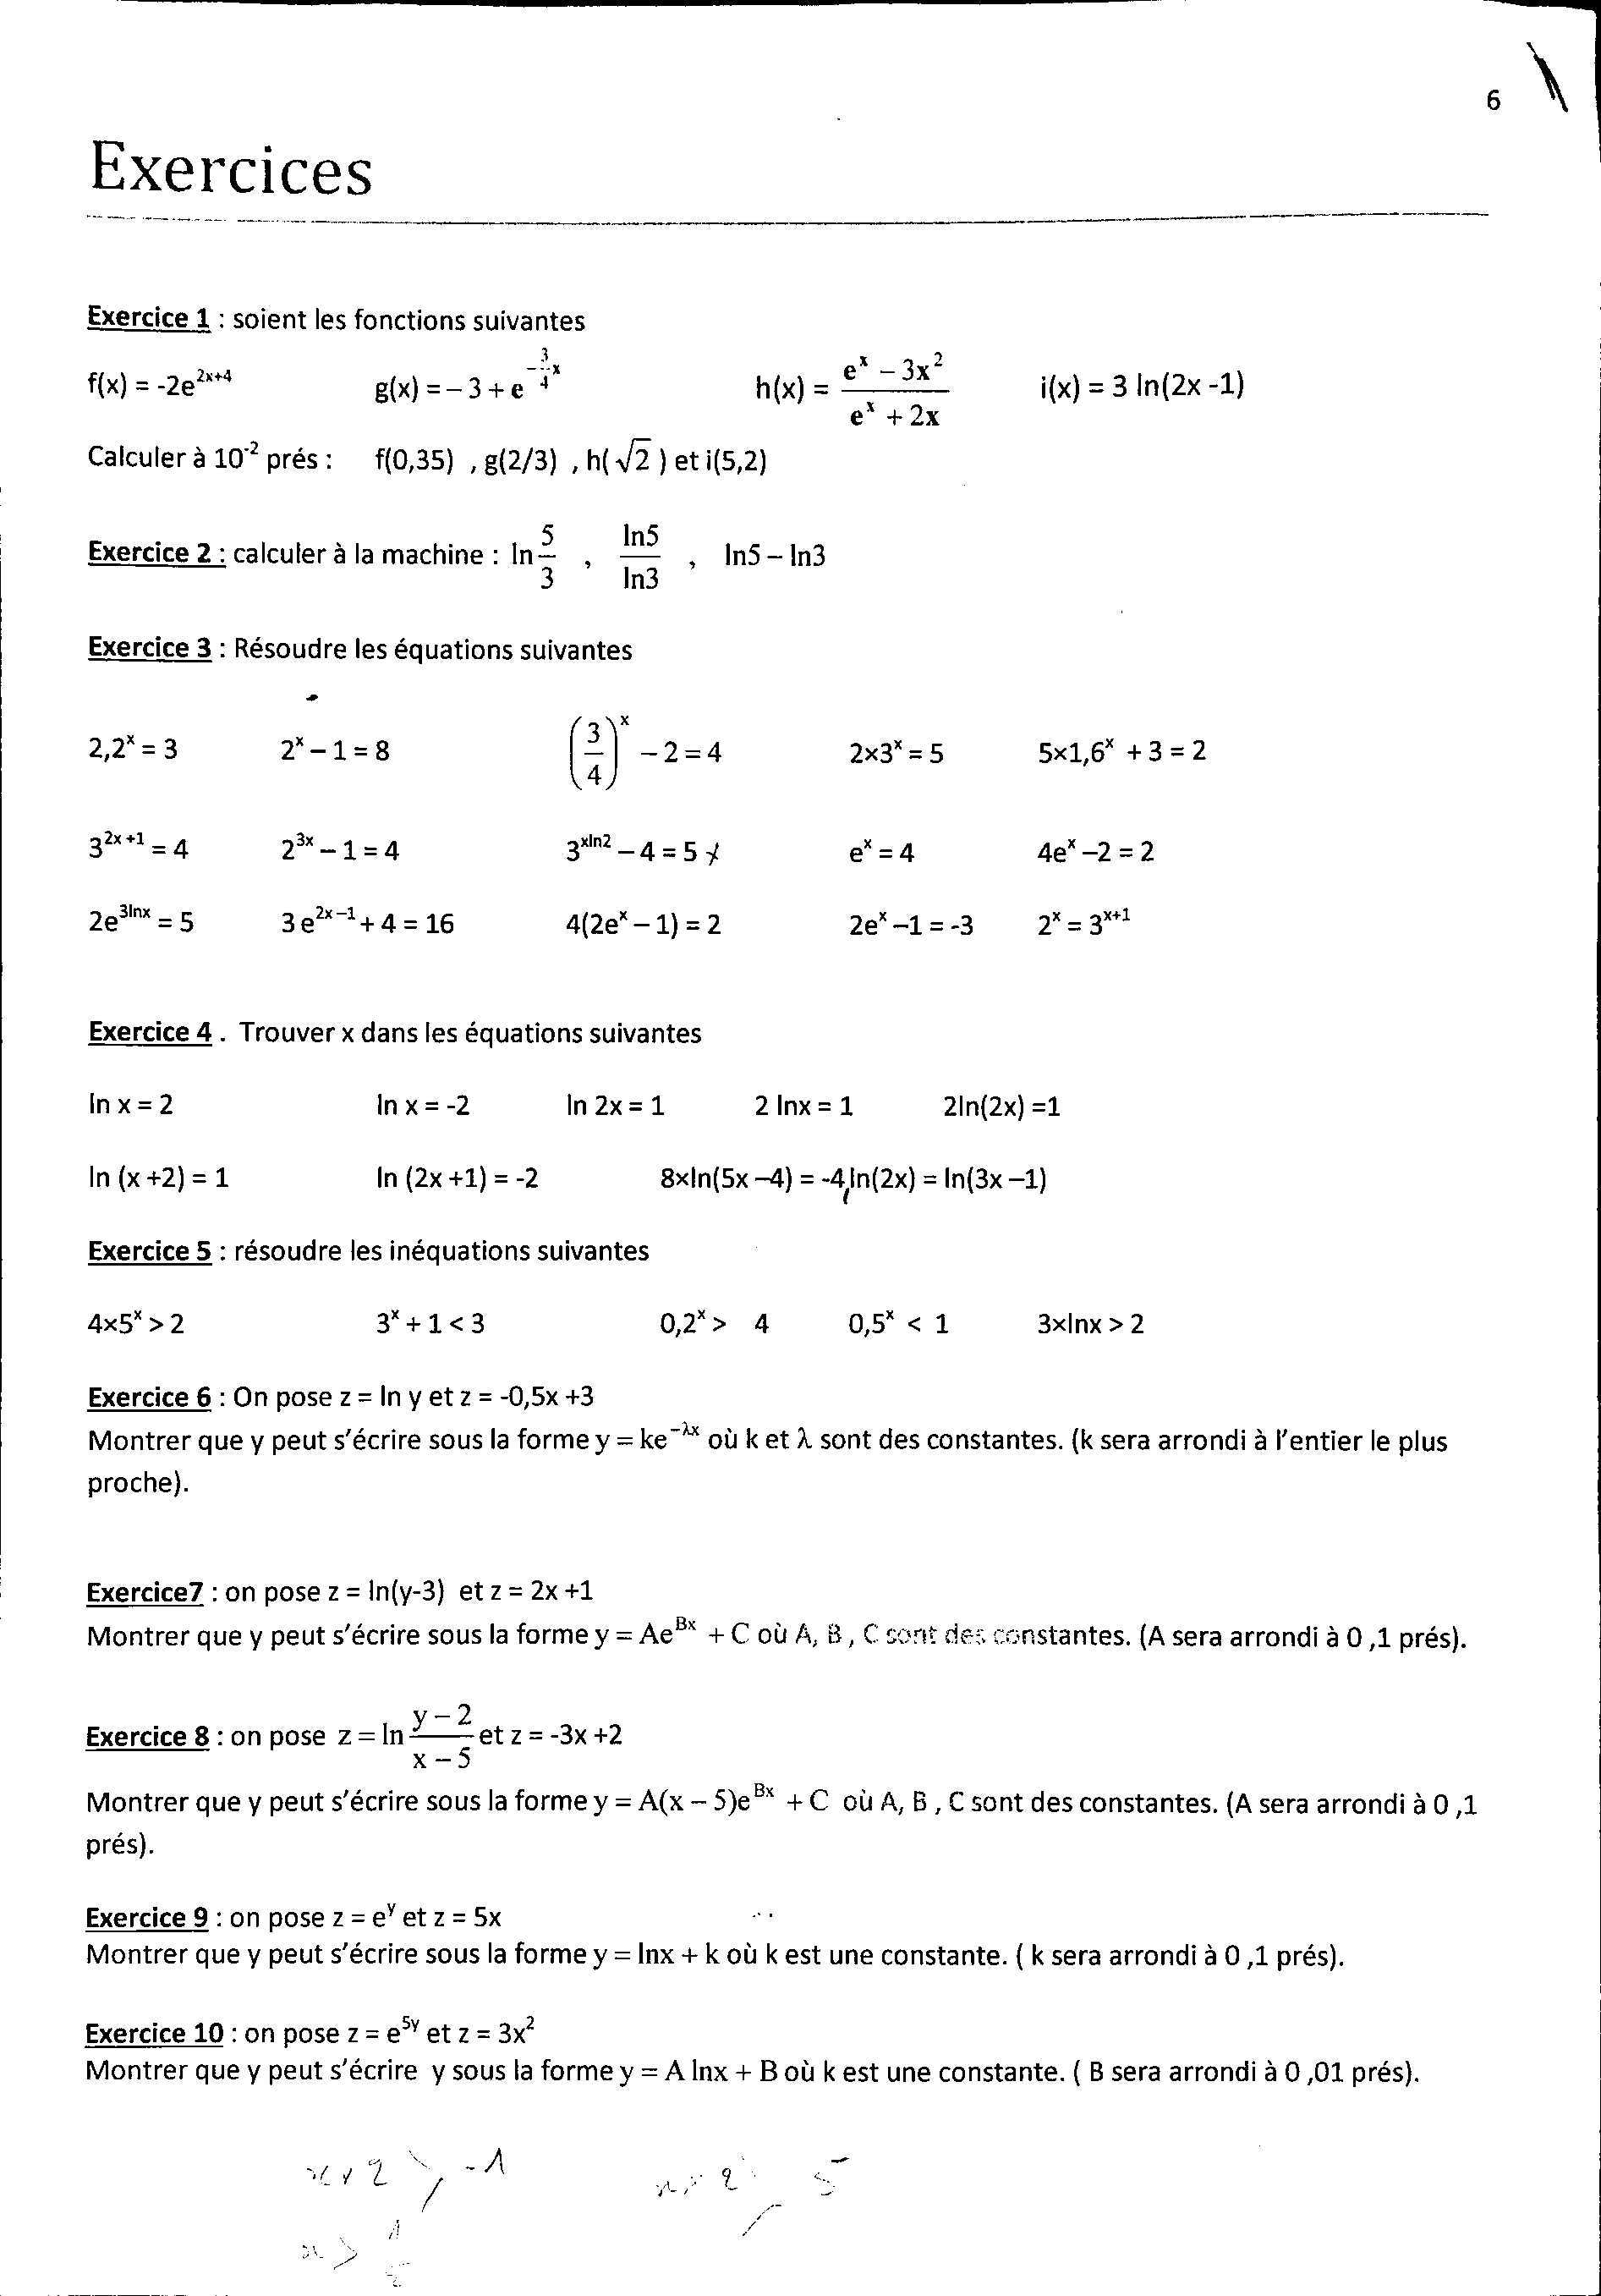 6
Exercices
Exercice 1 : soient les fonctions suivantes
f(x) = -2e^{2x+4}    g(x) = – 3 + e^{-\frac{3}{4}x}    h(x) = \frac{e^x – 3x^2}{e^x + 2x}    i(x) = 3 ln(2x -1)
Calculer à 10^{-2} prés :    f(0,35) , g(2/3) , h(√2 ) et i(5,2)
Exercice 2 : calculer à la machine : ln\frac{5}{3} , \frac{ln5}{ln3} , ln5 – ln3
Exercice 3 : Résoudre les équations suivantes
2,2^x = 3    2^x – 1 = 8    (\frac{3}{4})^x – 2 = 4    2×3^x = 5    5×1,6^x + 3 = 2
3^{2x +1} = 4    2^{3x} – 1 = 4    3^{xln2} – 4 = 5    e^x = 4    4e^x –2 = 2
2e^{3lnx} = 5    3 e^{2x –1} + 4 = 16    4(2e^x – 1) = 2    2e^x –1 = -3    2^x = 3^{x+1}
Exercice 4 . Trouver x dans les équations suivantes
ln x = 2    ln x = -2    ln 2x = 1    2 lnx = 1    2ln(2x) =1
ln (x +2) = 1    ln (2x +1) = -2    8×ln(5x –4) = -4 ln(2x) = ln(3x –1)
Exercice 5 : résoudre les inéquations suivantes
4×5^x > 2    3^x + 1 < 3    0,2^x > 4    0,5^x < 1    3×lnx > 2
Exercice 6 : On pose z = ln y et z = -0,5x +3
Montrer que y peut s’écrire sous la forme y = ke^{–λx} où k et λ sont des constantes. (k sera arrondi à l’entier le plus
proche).
Exercice7 : on pose z = ln(y-3) et z = 2x +1
Montrer que y peut s’écrire sous la forme y = Ae^{Bx} + C où A, B , C sont des constantes. (A sera arrondi à 0 ,1 prés).
Exercice 8 : on pose z = ln\frac{y – 2}{x – 5} et z = -3x +2
Montrer que y peut s’écrire sous la forme y = A(x – 5)e^{Bx} + C où A, B , C sont des constantes. (A sera arrondi à 0 ,1
prés).
Exercice 9 : on pose z = e^y et z = 5x
Montrer que y peut s’écrire sous la forme y = lnx + k où k est une constante. ( k sera arrondi à 0 ,1 prés).
Exercice 10 : on pose z = e^{5y} et z = 3x^2
Montrer que y peut s’écrire y sous la forme y = A lnx + B où k est une constante. ( B sera arrondi à 0 ,01 prés).